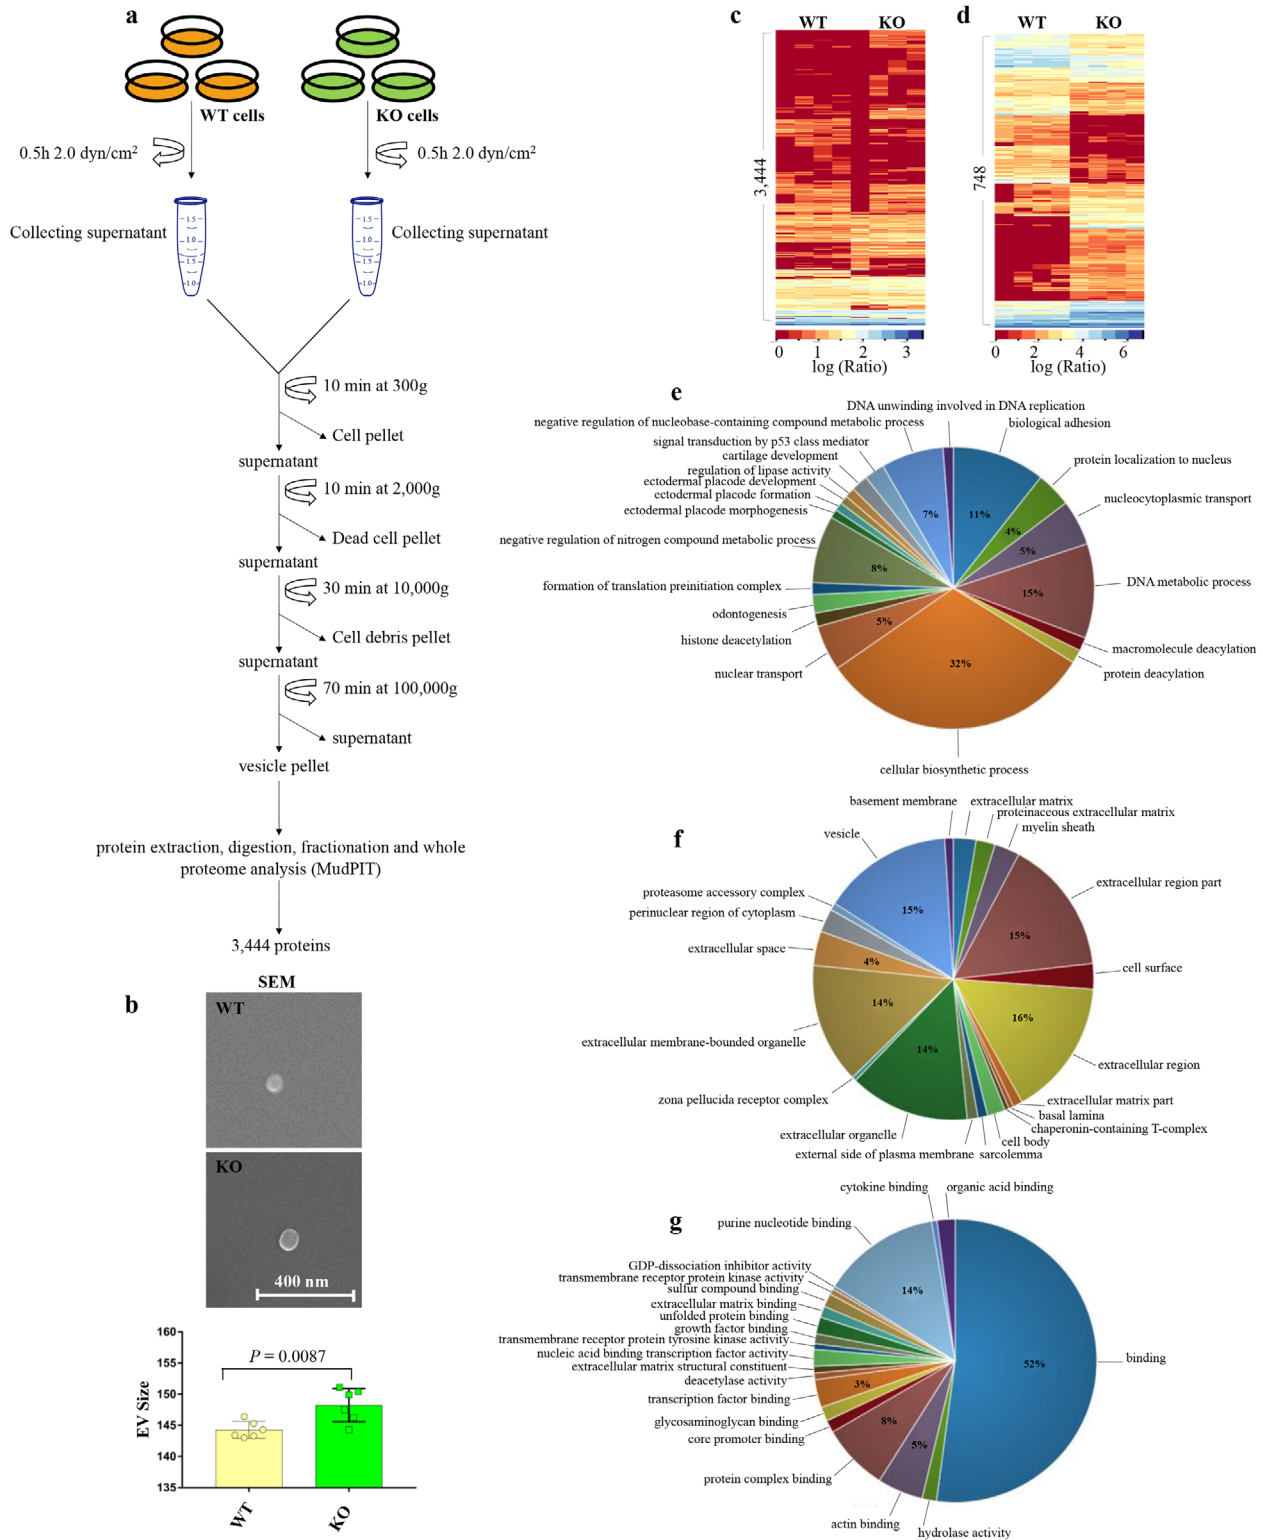 a
WT cells
KO cells
0.5h 2.0 dyn/cm²
0.5h 2.0 dyn/cm²
Collecting supernatant
1.5
1.0
1.5
1.0
1.5
1.0
1.5
1.0
Collecting supernatant
10 min at 300g
Cell pellet
supernatant
10 min at 2,000g
Dead cell pellet
supernatant
30 min at 10,000g
Cell debris pellet
supernatant
70 min at 100,000g
supernatant
vesicle pellet
protein extraction, digestion, fractionation and whole
proteome analysis (MudPIT)
3,444 proteins
b
SEM
WT
KO
400 nm
160
155
150
145
140
135
EV Size
P = 0.0087
WT
KO
c
WT
KO
3,444
0 1 2 3
log (Ratio)
d
WT
KO
748
0 2 4 6
log (Ratio)
e
DNA unwinding involved in DNA replication
negative regulation of nucleobase-containing compound metabolic process
biological adhesion
signal transduction by p53 class mediator
cartilage development
protein localization to nucleus
regulation of lipase activity
ectodermal placode development
ectodermal placode formation
nucleocytoplasmic transport
ectodermal placode morphogenesis
negative regulation of nitrogen compound metabolic process
formation of translation preinitiation complex
DNA metabolic process
odontogenesis
histone deacetylation
macromolecule deacylation
nuclear transport
protein deacylation
cellular biosynthetic process
7%
11%
4%
5%
8%
15%
5%
32%
f
basement membrane
extracellular matrix
proteinaceous extracellular matrix
myelin sheath
vesicle
extracellular region part
proteasome accessory complex
perinuclear region of cytoplasm
extracellular space
cell surface
extracellular membrane-bounded organelle
extracellular region
zona pellucida receptor complex
extracellular matrix part
basal lamina
chaperonin-containing T-complex
extracellular organelle
cell body
external side of plasma membrane
sarcolemma
15%
15%
4%
14%
16%
14%
g
cytokine binding
organic acid binding
purine nucleotide binding
GDP-dissociation inhibitor activity
transmembrane receptor protein kinase activity
sulfur compound binding
extracellular matrix binding
unfolded protein binding
growth factor binding
transmembrane receptor protein tyrosine kinase activity
nucleic acid binding transcription factor activity
extracellular matrix structural constituent
deacetylase activity
transcription factor binding
glycosaminoglycan binding
core promoter binding
protein complex binding
actin binding
hydrolase activity
binding
14%
52%
3%
8%
5%